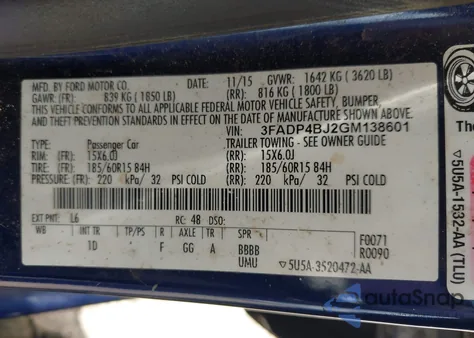 MFD. BY FORD MOTOR CO. DATE: 11/15 GVWR: 1642 KG ( 3620 LB)
GAWR: (FR): 839 KG ( 1850 LB) (RR): 816 KG ( 1800 LB)
THIS VEHICLE CONFORMS TO ALL APPLICABLE FEDERAL MOTOR VEHICLE SAFETY, BUMPER,
AND THEFT PREVENTION STANDARDS IN EFFECT ON THE DATE OF MANUFACTURE SHOWN ABOVE.
VIN: 3FADP4BJ2GM138601
TYPE: Passenger Car TRAILER TOWING - SEE OWNER GUIDE
RIM: (FR): 15X6.0J (RR): 15X6.0J
TIRE: (FR): 185/60R15 84H (RR): 185/60R15 84H
PRESSURE: (FR): 220 kPa/ 32 PSI COLD (RR): 220 kPa/ 32 PSI COLD
EXT PNT: L6 RC: 48 DSO:
WB INT TR TP/PS R AXLE TR SPR
1D F GG A BBBB
UMU
F0071
R0090
▽5U5A-3520472-AA
The
▽5U5A-1532-AA (TLU)
autoSnap